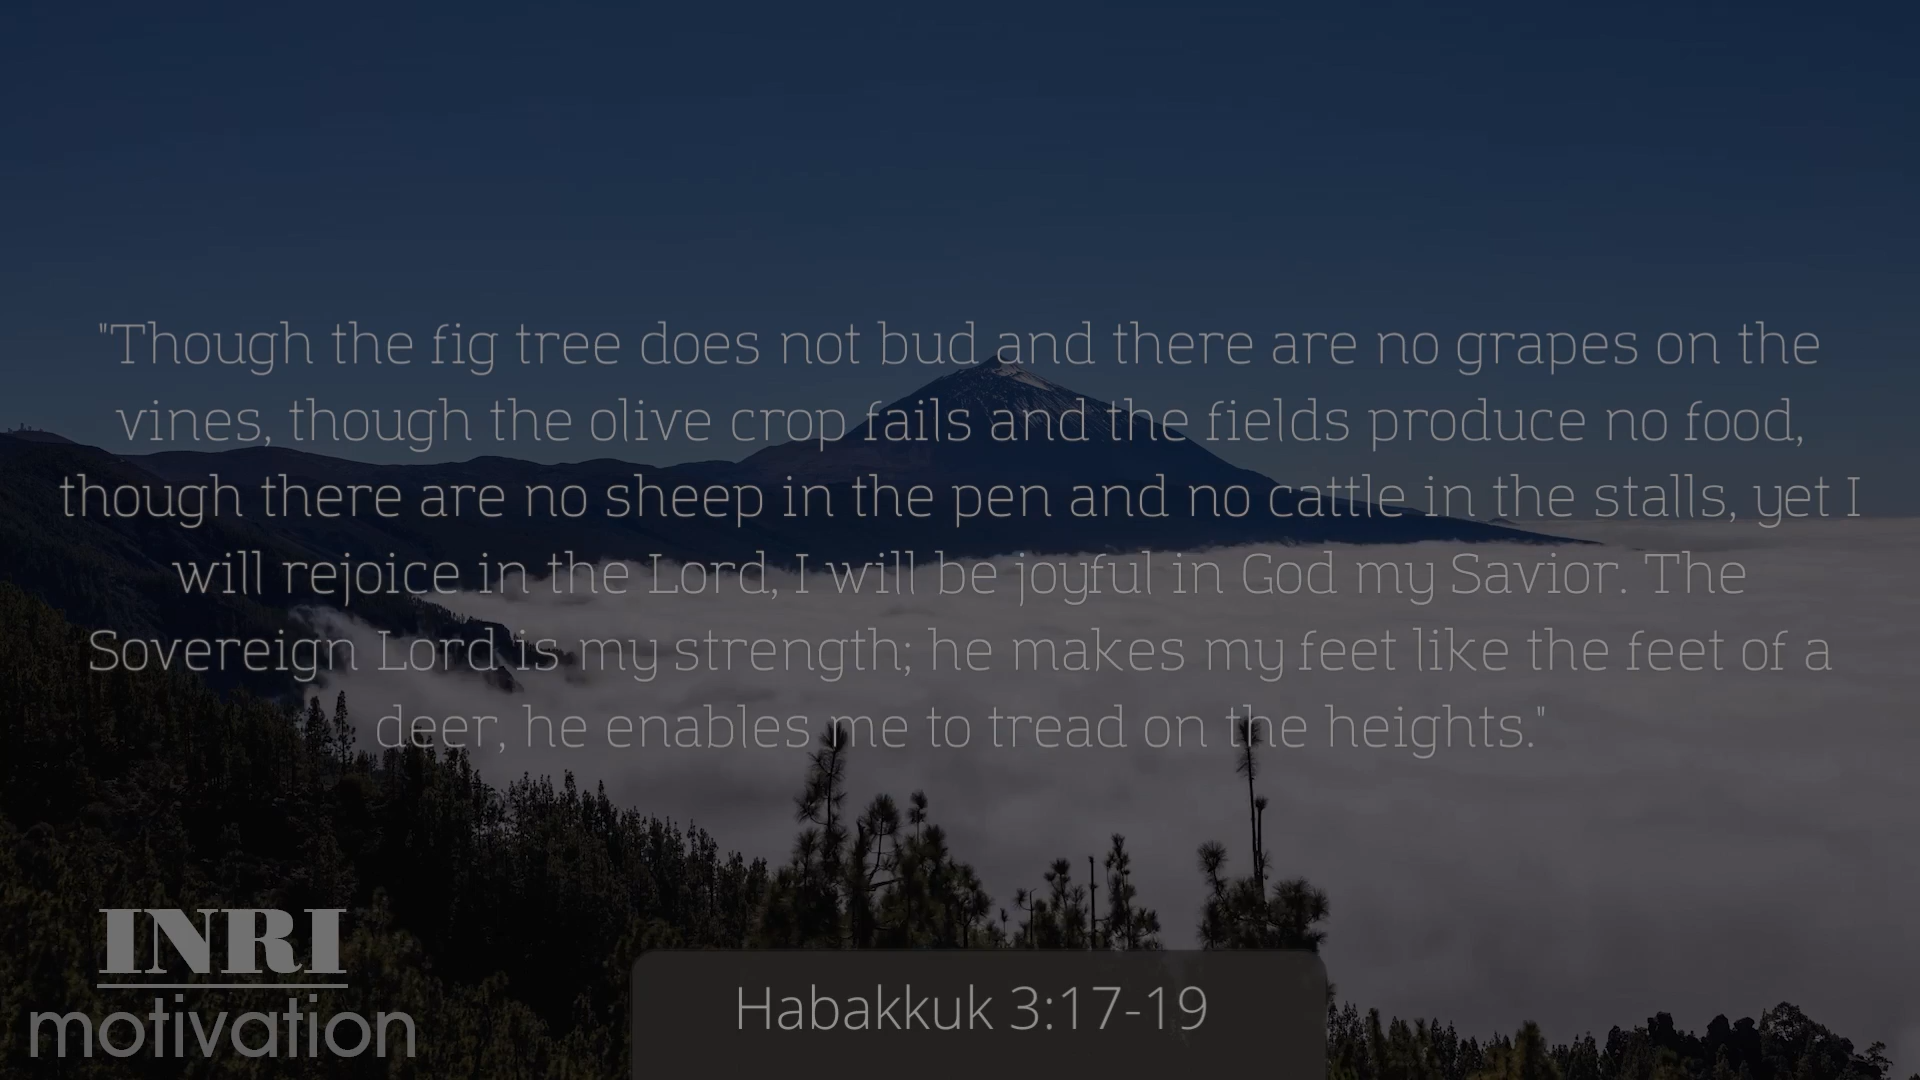 "Though the fig tree does not bud and there are no grapes on the
vines, though the olive crop fails and the fields produce no food,
though there are no sheep in the pen and no cattle in the stalls, yet I
will rejoice in the Lord, I will be joyful in God my Savior. The
Sovereign Lord is my strength; he makes my feet like the feet of a
deer, he enables me to tread on the heights."
INRI
motivation
Habakkuk 3:17-19